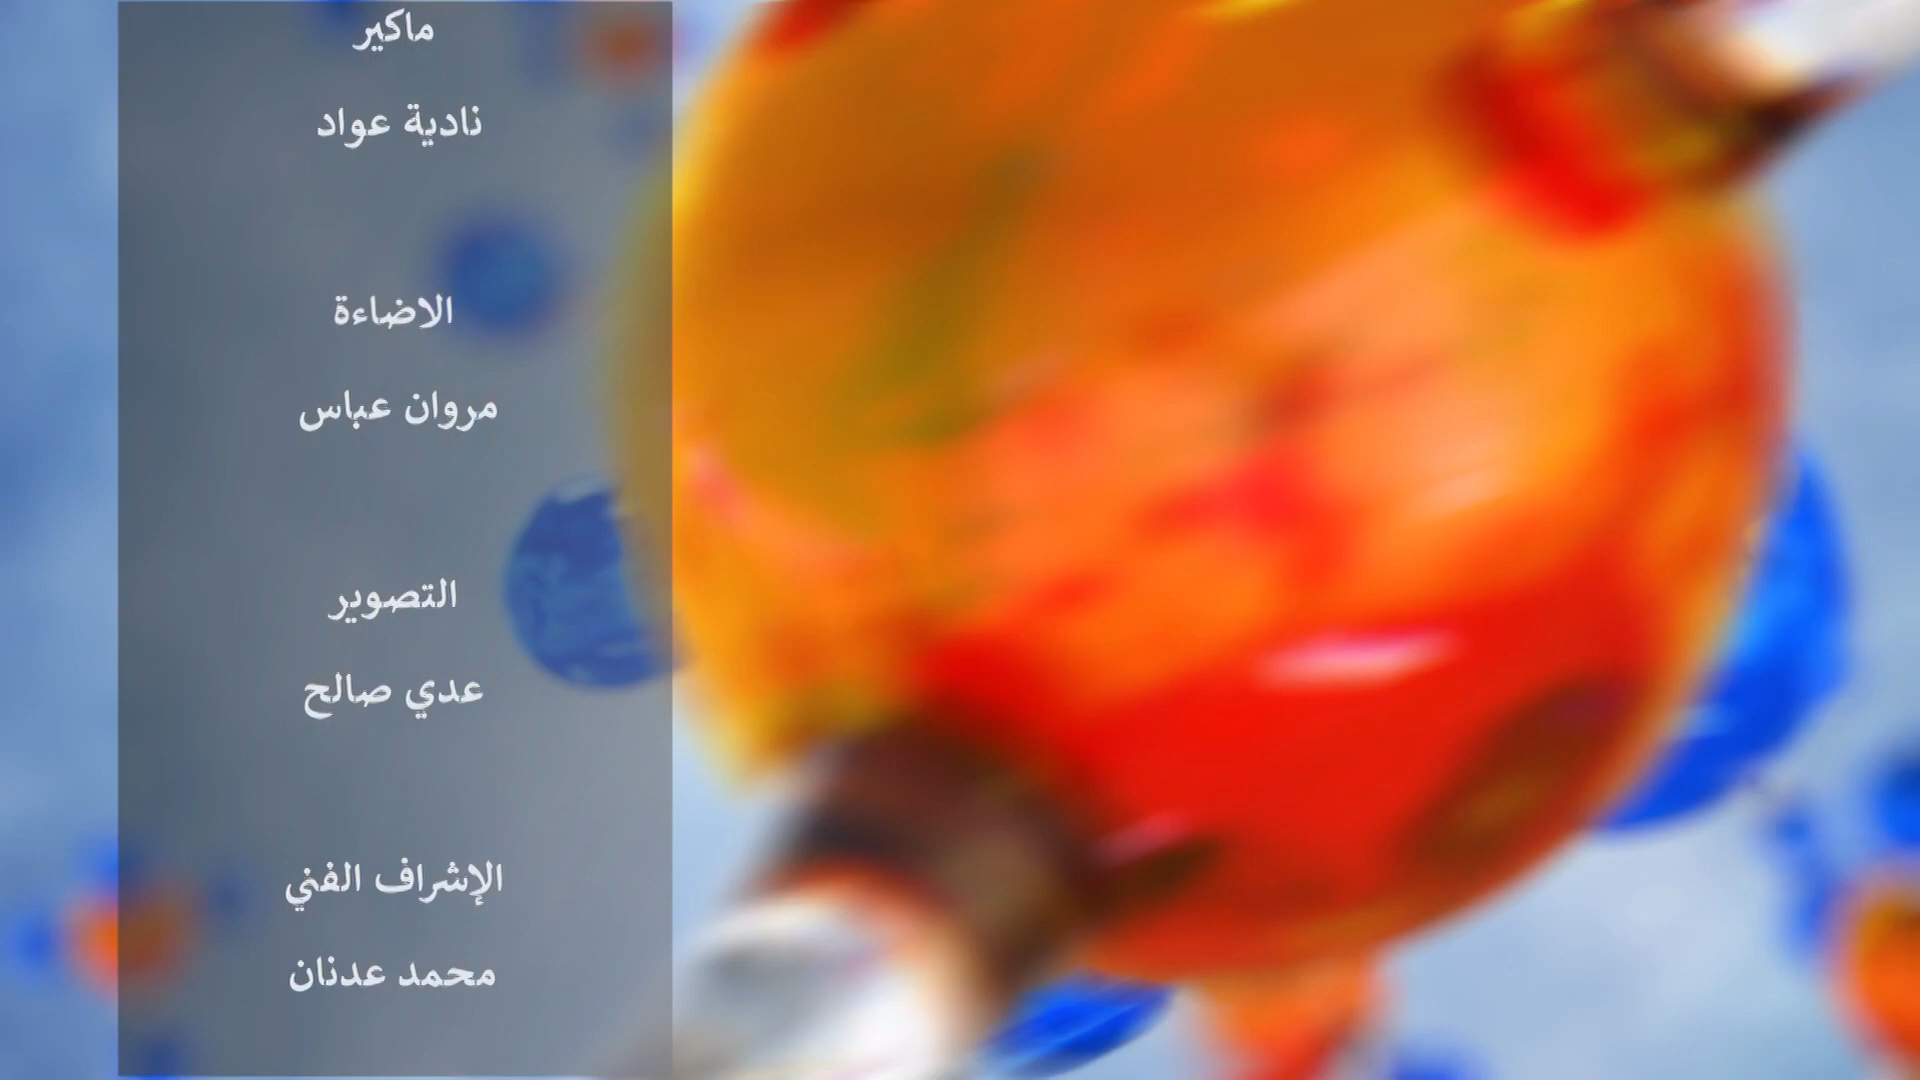 ماكير
نادية عواد
الاضاءة
مروان عباس
التصوير
عدي صالح
الإشراف الفني
محمد عدنان